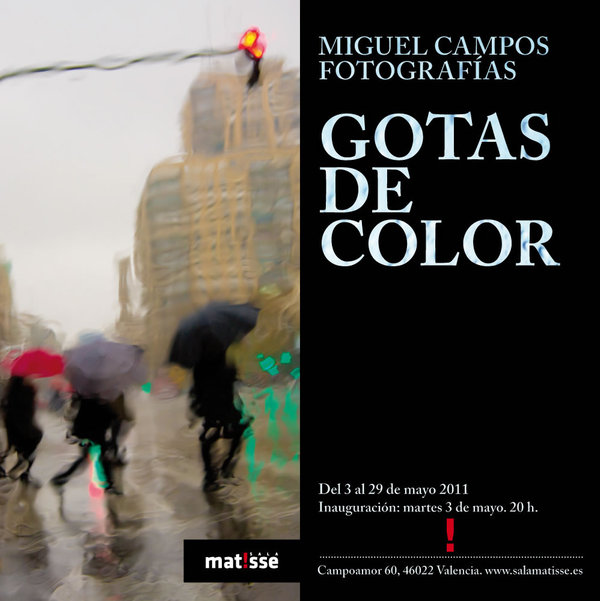 MIGUEL CAMPOS
FOTOGRAFÍAS
GOTAS
DE
COLOR
Del 3 al 29 de mayo 2011
Inauguración: martes 3 de mayo. 20 h.
!
SALA
mat!sse
Campoamor 60, 46022 Valencia. www.salamatisse.es